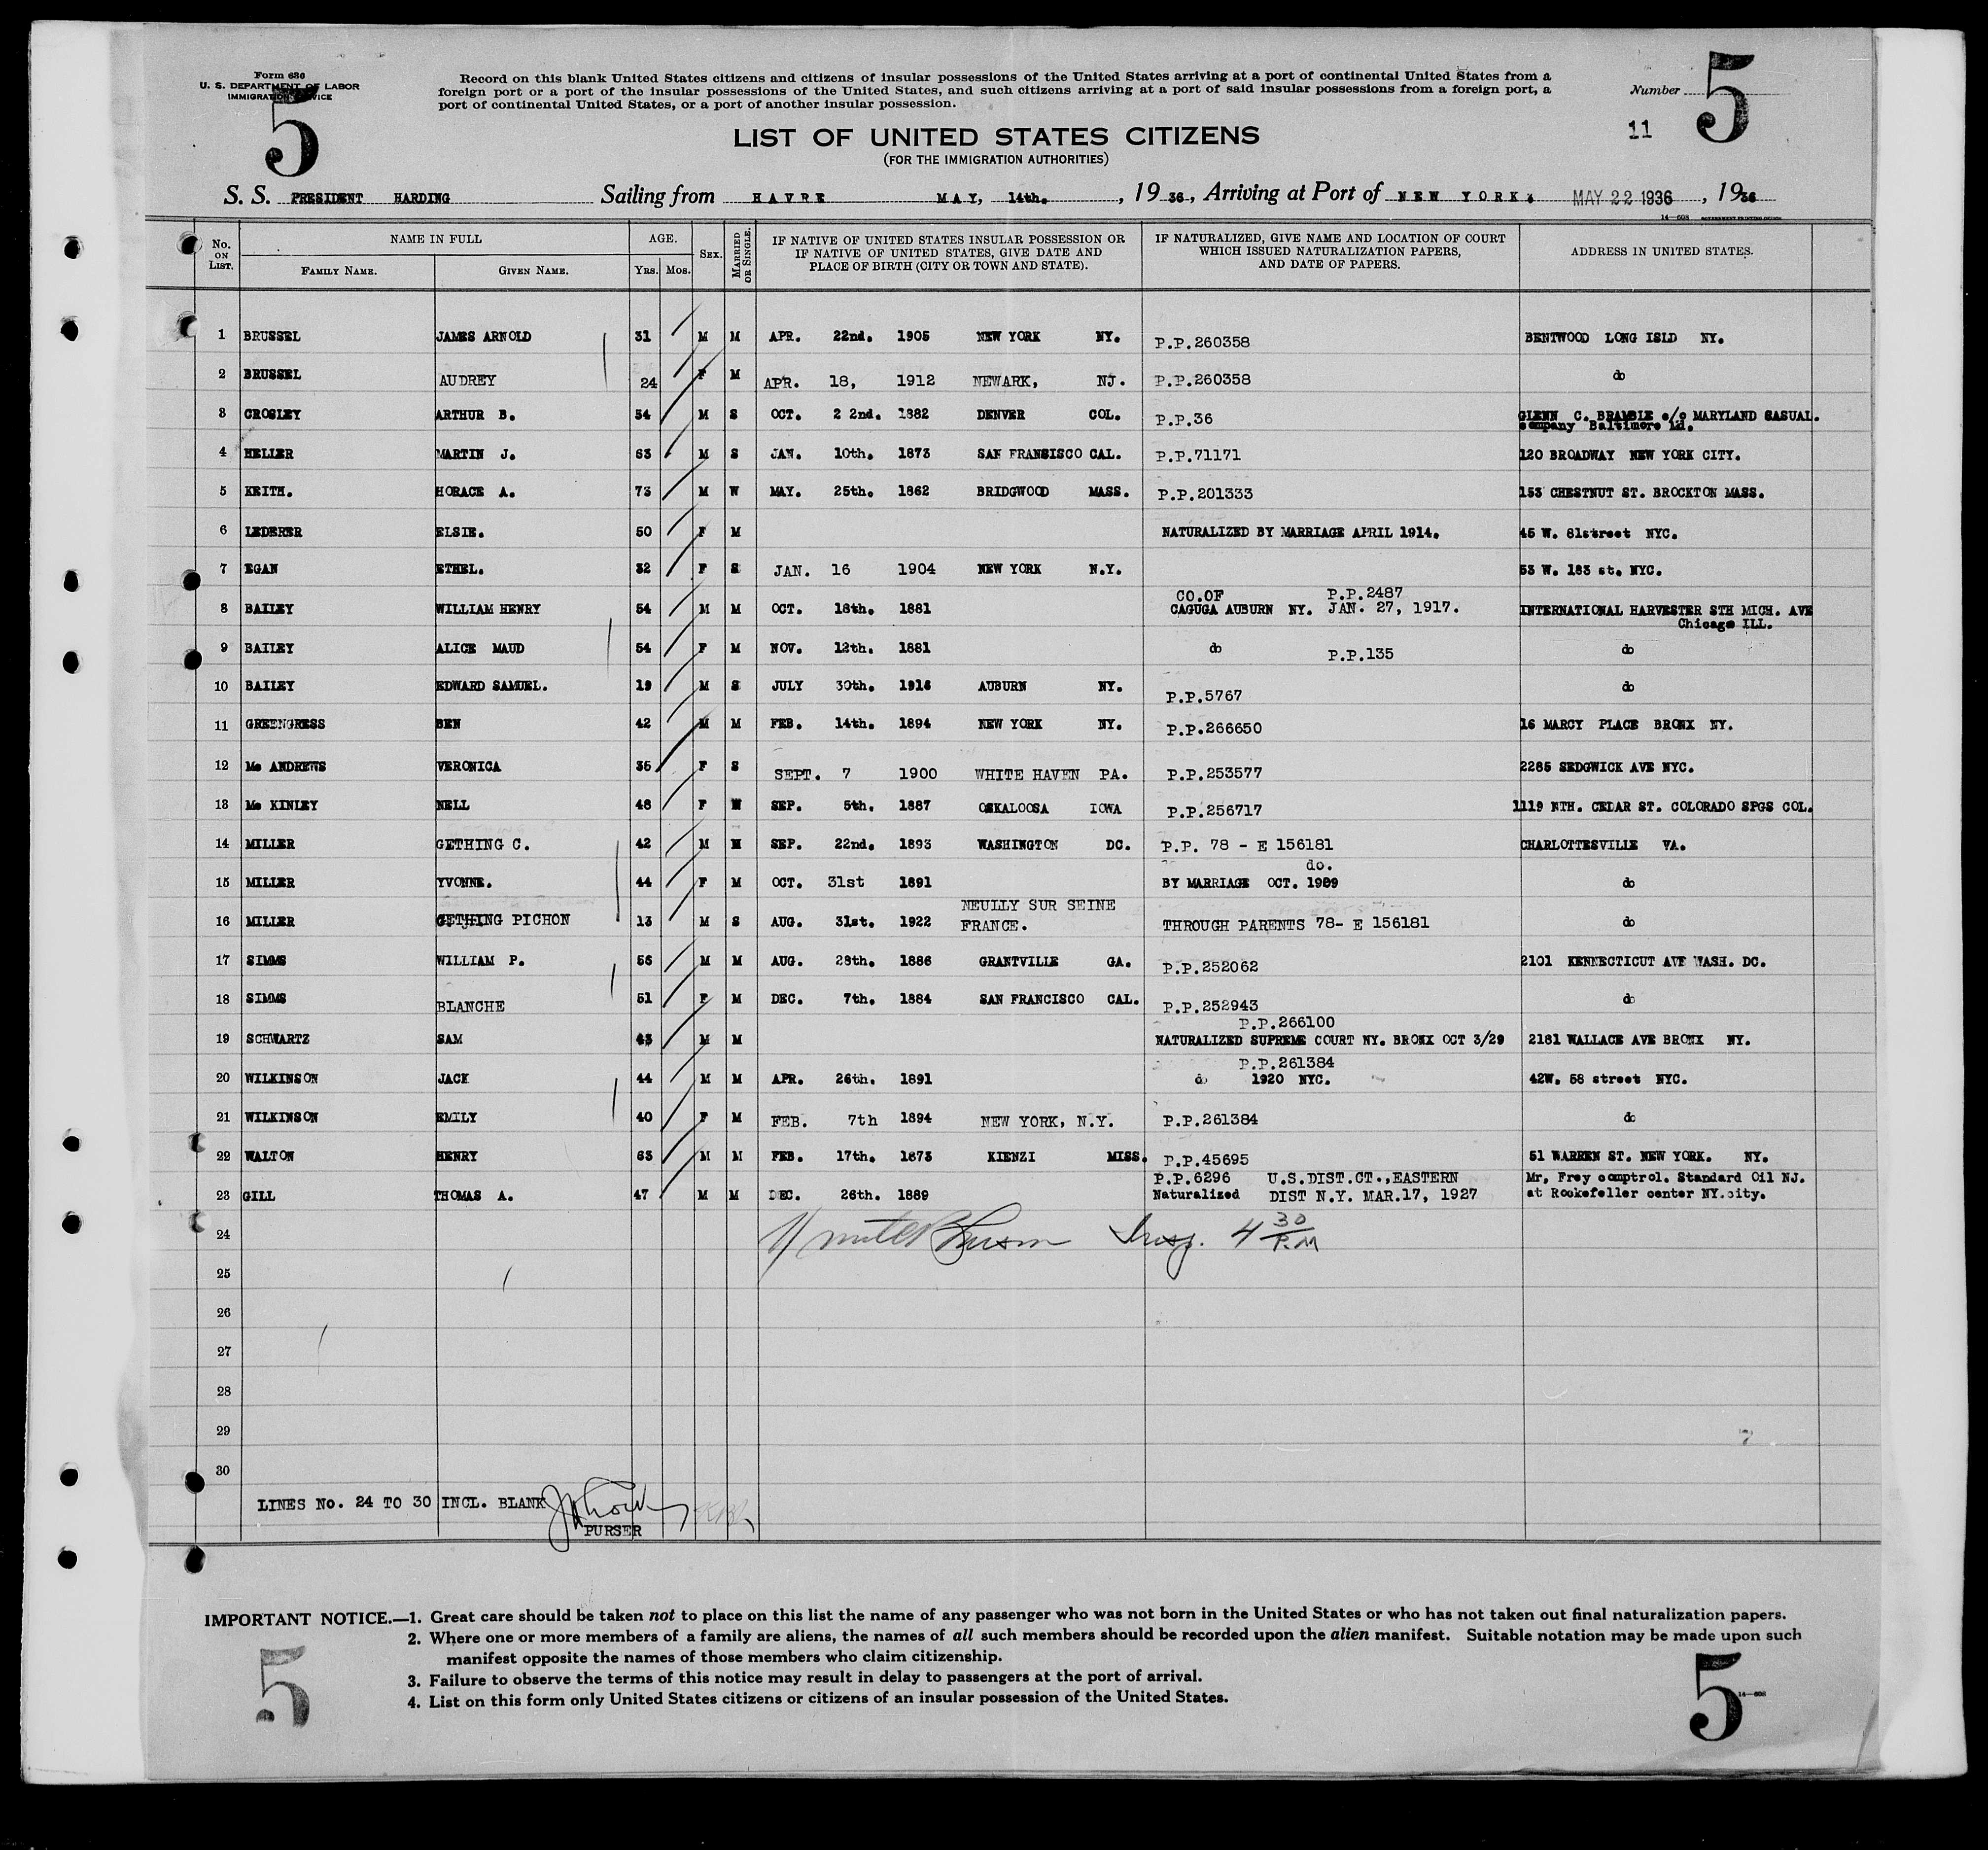 Form 636
U. S. DEPARTMENT OF LABOR
IMMIGRATION SERVICE
5
Record on this blank United States citizens and citizens of insular possessions of the United States arriving at a port of continental United States from a
foreign port or a port of the insular possessions of the United States, and such citizens arriving at a port of said insular possessions from a foreign port, a
port of continental United States, or a port of another insular possession.
Number 5
11
LIST OF UNITED STATES CITIZENS
(FOR THE IMMIGRATION AUTHORITIES)
S. S. PRESIDENT HARDING Sailing from HAVRE MAY, 14th. , 19 36, Arriving at Port of NEW YORK. MAY 22 1936 , 19 36
14—608 GOVERNMENT PRINTING OFFICE
No. ON LIST. NAME IN FULL AGE. SEX. MARRIED OR SINGLE. IF NATIVE OF UNITED STATES INSULAR POSSESSION OR IF NATIVE OF UNITED STATES, GIVE DATE AND PLACE OF BIRTH (CITY OR TOWN AND STATE). IF NATURALIZED, GIVE NAME AND LOCATION OF COURT WHICH ISSUED NATURALIZATION PAPERS, AND DATE OF PAPERS. ADDRESS IN UNITED STATES.
FAMILY NAME. GIVEN NAME. YRS. MOS.
1 BRUSSEL JAMES ARNOLD 31 M M APR. 22nd. 1905 NEW YORK NY. P.P.260358 BENTWOOD LONG ISLD NY.
2 BRUSSEL AUDREY 24 F M APR. 18, 1912 NEWARK, NJ. P.P.260358 do
3 CROSLEY ARTHUR B. 54 M S OCT. 2 2nd. 1882 DENVER COL. P.P.36 GLENN C. BRAMBLE c/o MARYLAND CASUAL.
company Baltimore Md.
4 HELLER MARTIN J. 63 M S JAN. 10th. 1873 SAN FRANSISCO CAL. P.P.71171 120 BROADWAY NEW YORK CITY.
5 KEITH. HORACE A. 73 M W MAY. 25th. 1862 BRIDGWOOD MASS. P.P.201333 153 CHESTNUT ST. BROCKTON MASS.
6 LEDERER ELSIE. 50 F M NATURALIZED BY MARRIAGE APRIL 1914. 45 W. 81street NYC.
7 EGAN ETHEL. 32 F S JAN. 16 1904 NEW YORK N.Y. 53 W. 183 st. NYC.
CO.OF P.P.2487
8 BAILEY WILLIAM HENRY 54 M M OCT. 18th. 1881 CAGUGA AUBURN NY. JAN. 27, 1917. INTERNATIONAL HARVESTER STH MICH. AVE
Chicago ILL.
9 BAILEY ALICE MAUD 54 F M NOV. 12th. 1881 do P.P.135 do
10 BAILEY EDWARD SAMUEL. 19 M S JULY 30th. 1916 AUBURN NY. P.P.5767 do
11 GREENGRESS BEN 42 M M FEB. 14th. 1894 NEW YORK NY. P.P.266650 16 MARCY PLACE BRONX NY.
12 Mc ANDREWS VERONICA 35 F S SEPT. 7 1900 WHITE HAVEN PA. P.P.253577 2285 SEDGWICK AVE NYC.
13 Mc KINLEY NELL 48 F W SEP. 5th. 1887 OSKALOOSA IOWA P.P.256717 1119 NTH. CEDAR ST. COLORADO SPGS COL.
14 MILLER GETHING C. 42 M M SEP. 22nd. 1893 WASHINGTON DC. P.P. 78 - E 156181 CHARLOTTESVILLE VA.
do.
15 MILLER YVONNE. 44 F M OCT. 31st 1891 BY MARRIAGE OCT. 1909 do
NEUILLY SUR SEINE
16 MILLER GETHING PICHON 13 M S AUG. 31st. 1922 FRANCE. THROUGH PARENTS 78- E 156181 do
17 SIMMS WILLIAM P. 56 M M AUG. 28th. 1886 GRANTVILLE GA. P.P.252062 2101 KENNECTICUT AVE WASH. DC.
18 SIMMS BLANCHE 51 F M DEC. 7th. 1884 SAN FRANCISCO CAL. P.P.252943 do
P.P.266100
19 SCHWARTZ SAM 43 M M NATURALIZED SUPREME COURT NY. BRONX OCT 3/29 2181 WALLACE AVE BRONX NY.
P.P.261384
20 WILKINSON JACK 44 M M APR. 26th. 1891 do 1920 NYC. 42W. 58 street NYC.
21 WILKINSON EMILY 40 F M FEB. 7th 1894 NEW YORK, N.Y. P.P.261384 do
22 WALTON HENRY 63 M M FEB. 17th. 1873 KIENZI MISS. P.P.45695 51 WARREN ST. NEW YORK. NY.
P.P.6296 U.S.DIST.CT.,EASTERN Mr, Frey comptrol. Standard Oil NJ.
23 GILL THOMAS A. 47 M M DEC. 26th. 1889 Naturalized DIST N.Y. MAR.17, 1927 at Rockefeller center NY.city.
24 Insp. 4 30 P.M
25
26
27
28
29
30
LINES No. 24 TO 30 INCL. BLANK
PURSER
IMPORTANT NOTICE.—1. Great care should be taken not to place on this list the name of any passenger who was not born in the United States or who has not taken out final naturalization papers.
2. Where one or more members of a family are aliens, the names of all such members should be recorded upon the alien manifest. Suitable notation may be made upon such
manifest opposite the names of those members who claim citizenship.
3. Failure to observe the terms of this notice may result in delay to passengers at the port of arrival.
4. List on this form only United States citizens or citizens of an insular possession of the United States.
5
5
14—608